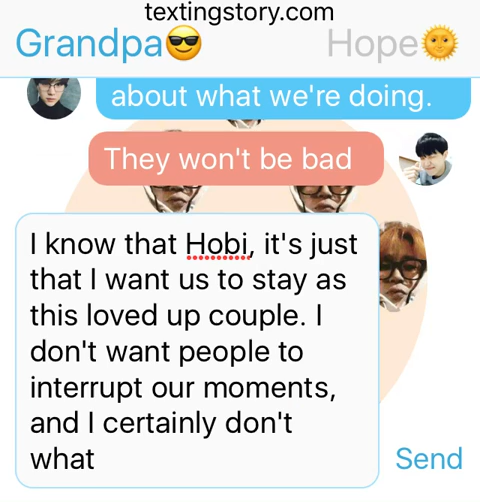 textingstory.com
Grandpa😎 Hope🌞
about what we're doing.
They won't be bad
I know that Hobi, it's just
that I want us to stay as
this loved up couple. I
don't want people to
interrupt our moments,
and I certainly don't
what
Send